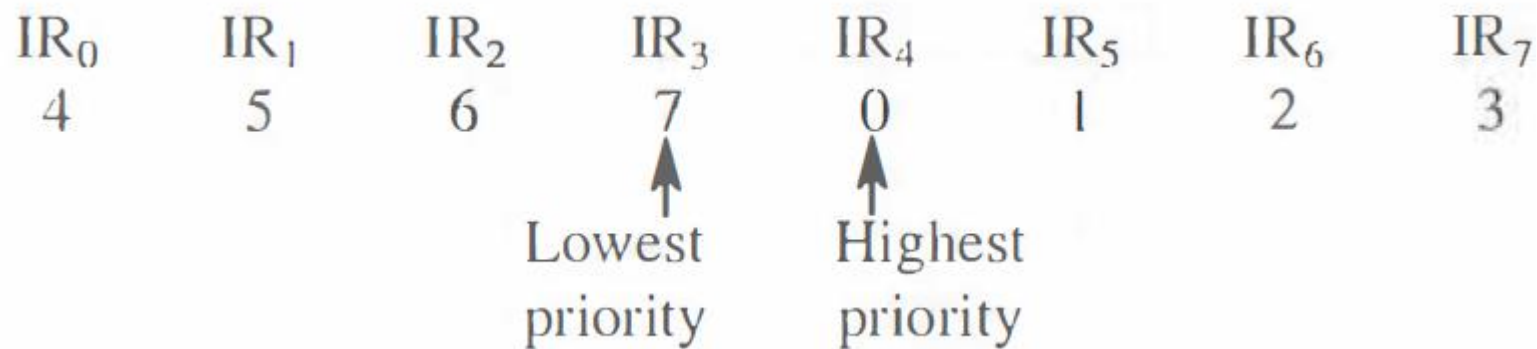 IR₀ IR₁ IR₂ IR₃ IR₄ IR₅ IR₆ IR₇
4 5 6 7 0 1 2 3
Lowest Highest
priority priority